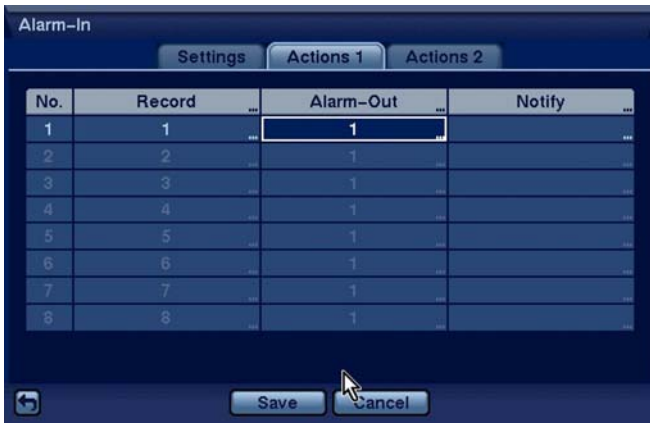 Alarm-In
Settings Actions 1 Actions 2
No. Record ... Alarm-Out ... Notify ...
1 1 ... 1 ... ...
2 2 ... 1 ... ...
3 3 ... 1 ... ...
4 4 ... 1 ... ...
5 5 ... 1 ... ...
6 6 ... 1 ... ...
7 7 ... 1 ... ...
8 8 ... 1 ... ...
Save Cancel